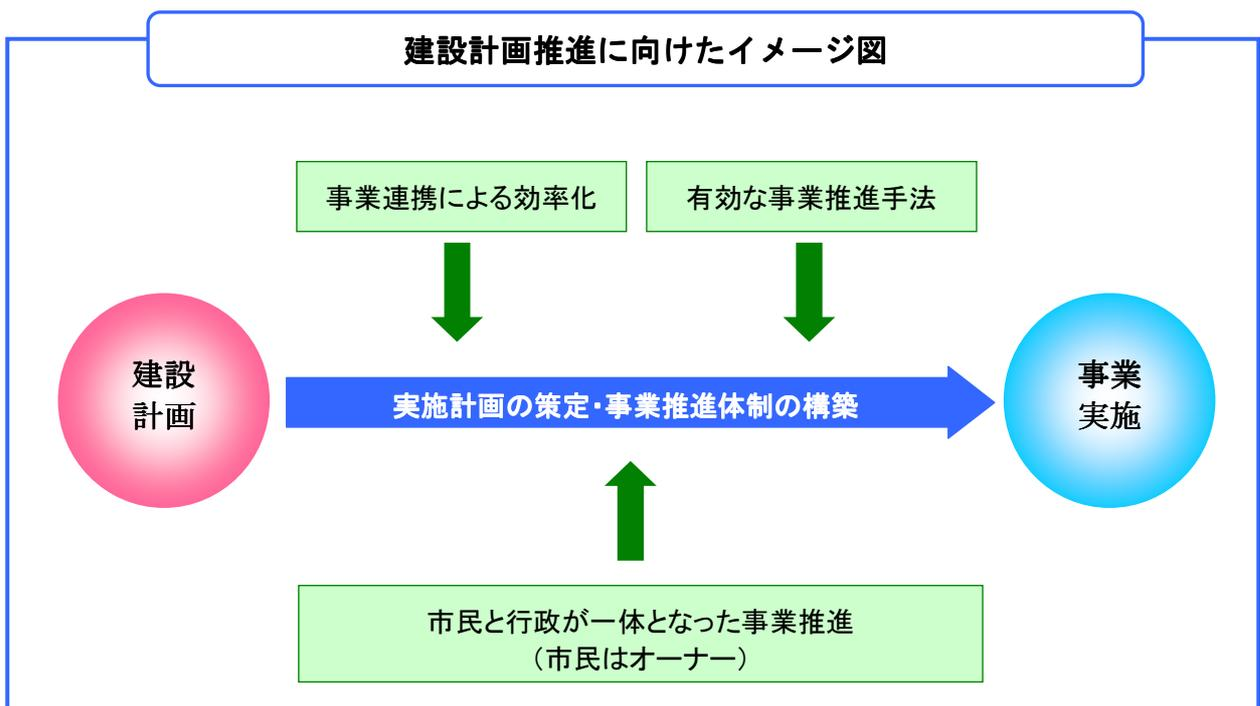 建設計画推進に向けたイメージ図
事業連携による効率化
有効な事業推進手法
建設
計画
実施計画の策定・事業推進体制の構築
事業
実施
市民と行政が一体となった事業推進
（市民はオーナー）